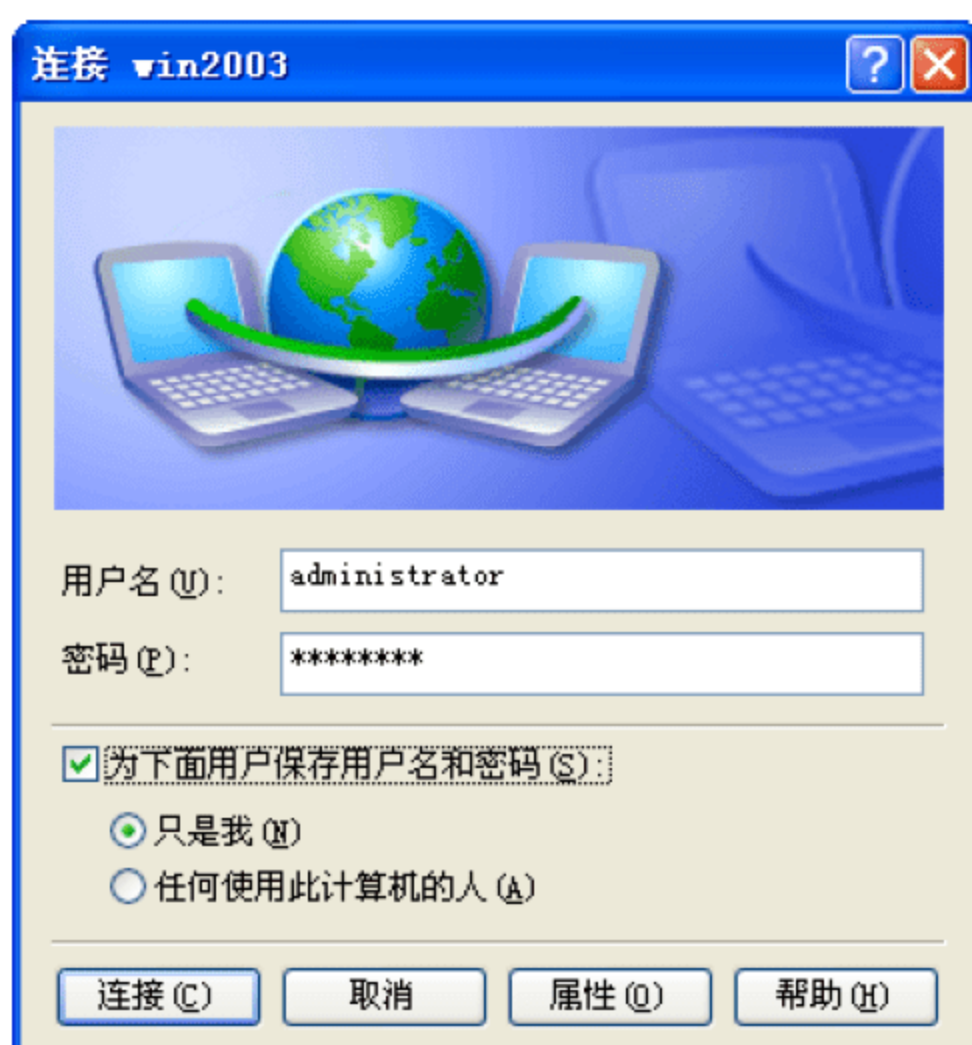 连接 win2003
用户名(U): administrator
密码(P): ********
为下面用户保存用户名和密码(S):
只是我(N)
任何使用此计算机的人(A)
连接(C) 取消 属性(O) 帮助(H)